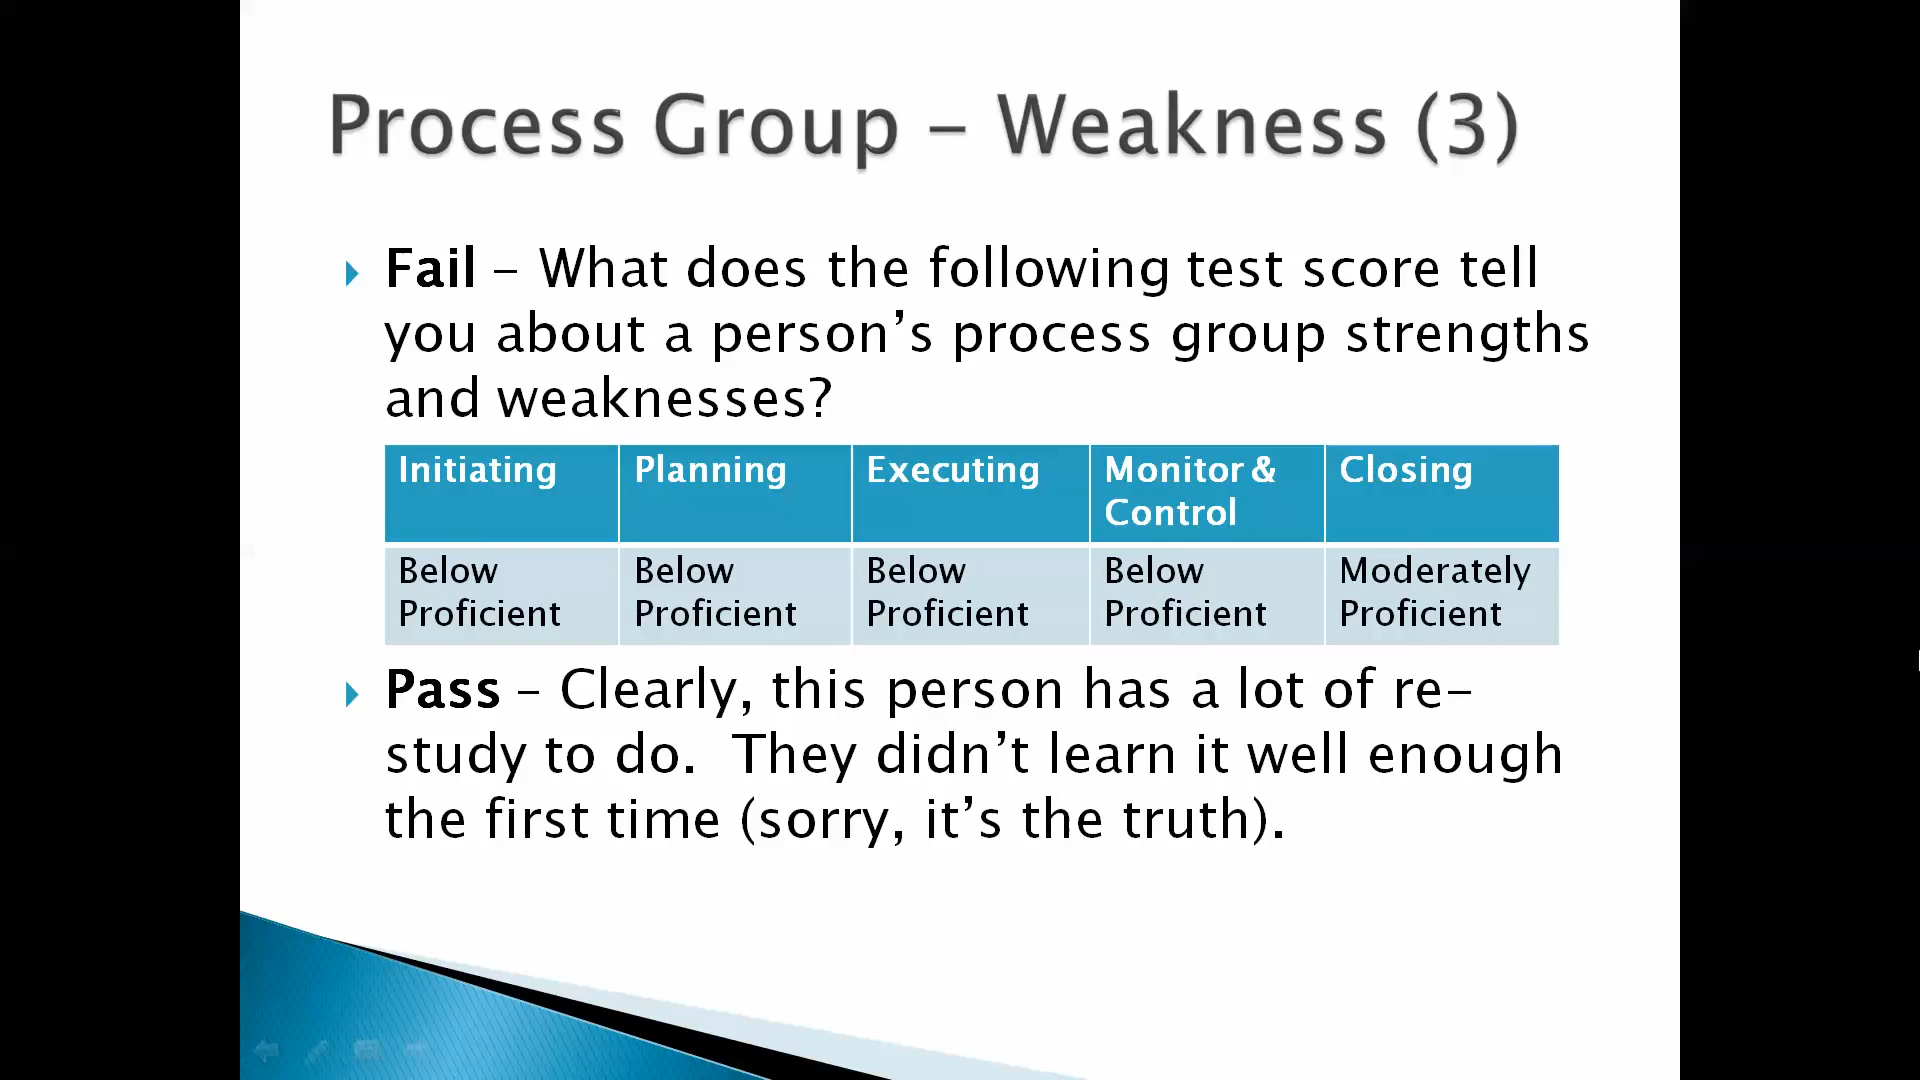 Process Group – Weakness (3)
Fail – What does the following test score tell
you about a person’s process group strengths
and weaknesses?
Initiating Planning Executing Monitor & Control Closing
Below Proficient Below Proficient Below Proficient Below Proficient Moderately Proficient
Pass – Clearly, this person has a lot of re-
study to do. They didn’t learn it well enough
the first time (sorry, it’s the truth).